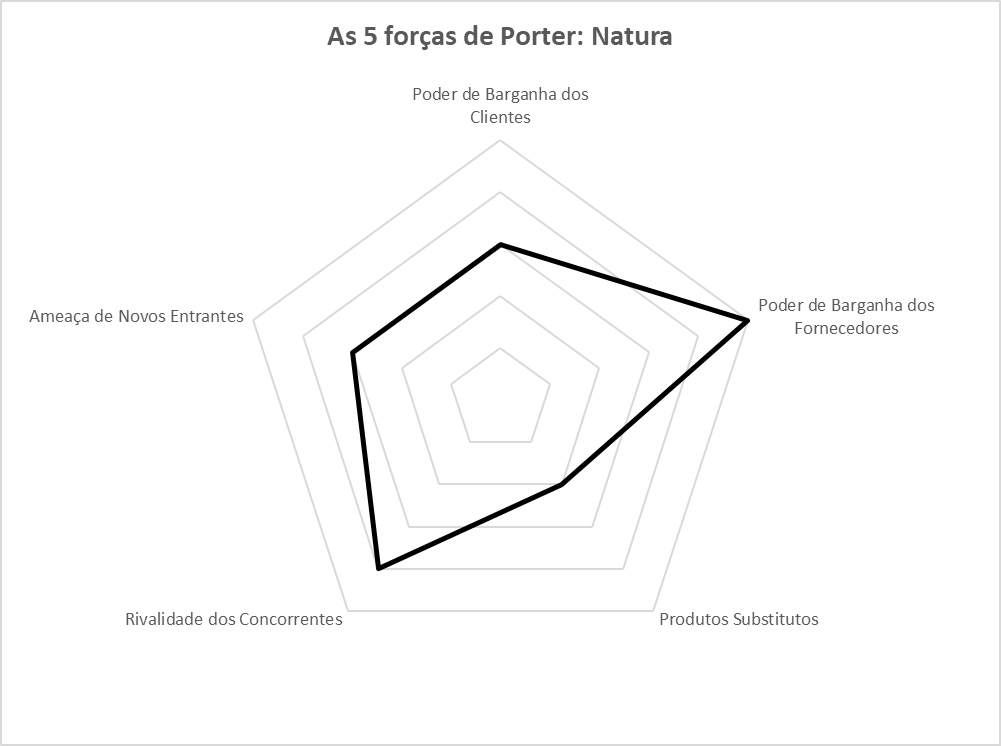 As 5 forças de Porter: Natura
Poder de Barganha dos
Clientes
Poder de Barganha dos
Fornecedores
Produtos Substitutos
Rivalidade dos Concorrentes
Ameaça de Novos Entrantes